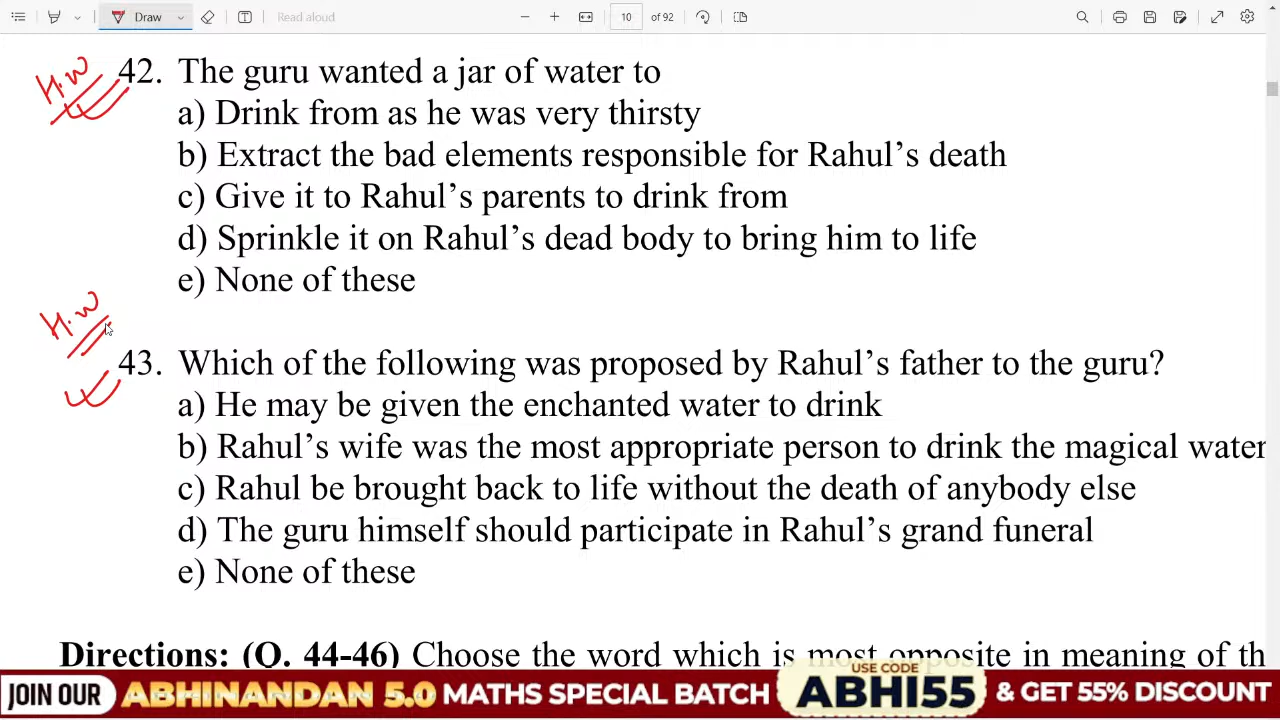 Draw
Read aloud
10 of 92
H.W 42. The guru wanted a jar of water to
a) Drink from as he was very thirsty
b) Extract the bad elements responsible for Rahul’s death
c) Give it to Rahul’s parents to drink from
d) Sprinkle it on Rahul’s dead body to bring him to life
e) None of these
H.W
43. Which of the following was proposed by Rahul’s father to the guru?
a) He may be given the enchanted water to drink
b) Rahul’s wife was the most appropriate person to drink the magical water
c) Rahul be brought back to life without the death of anybody else
d) The guru himself should participate in Rahul’s grand funeral
e) None of these
Directions: (Q. 44-46) Choose the word which is most opposite in meaning of th
JOIN OUR ABHINANDAN 5.0 MATHS SPECIAL BATCH USE CODE ABHI55 & GET 55% DISCOUNT